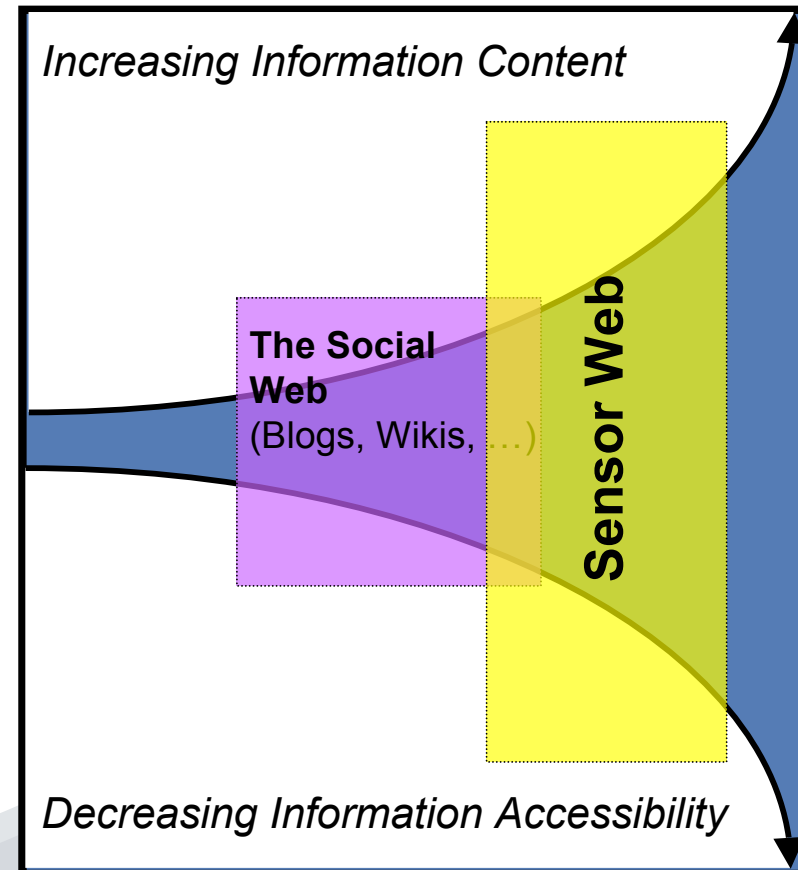 Increasing Information Content
The Social
Web
(Blogs, Wikis, …)
Sensor Web
Decreasing Information Accessibility